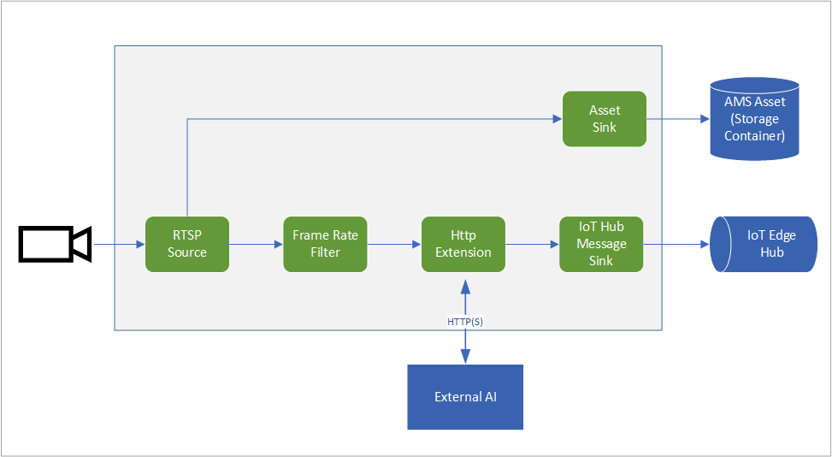 Asset
Sink
AMS Asset
(Storage
Container)
RTSP
Source
Frame Rate
Filter
Http
Extension
IoT Hub
Message
Sink
IoT Edge
Hub
HTTP(S)
External AI